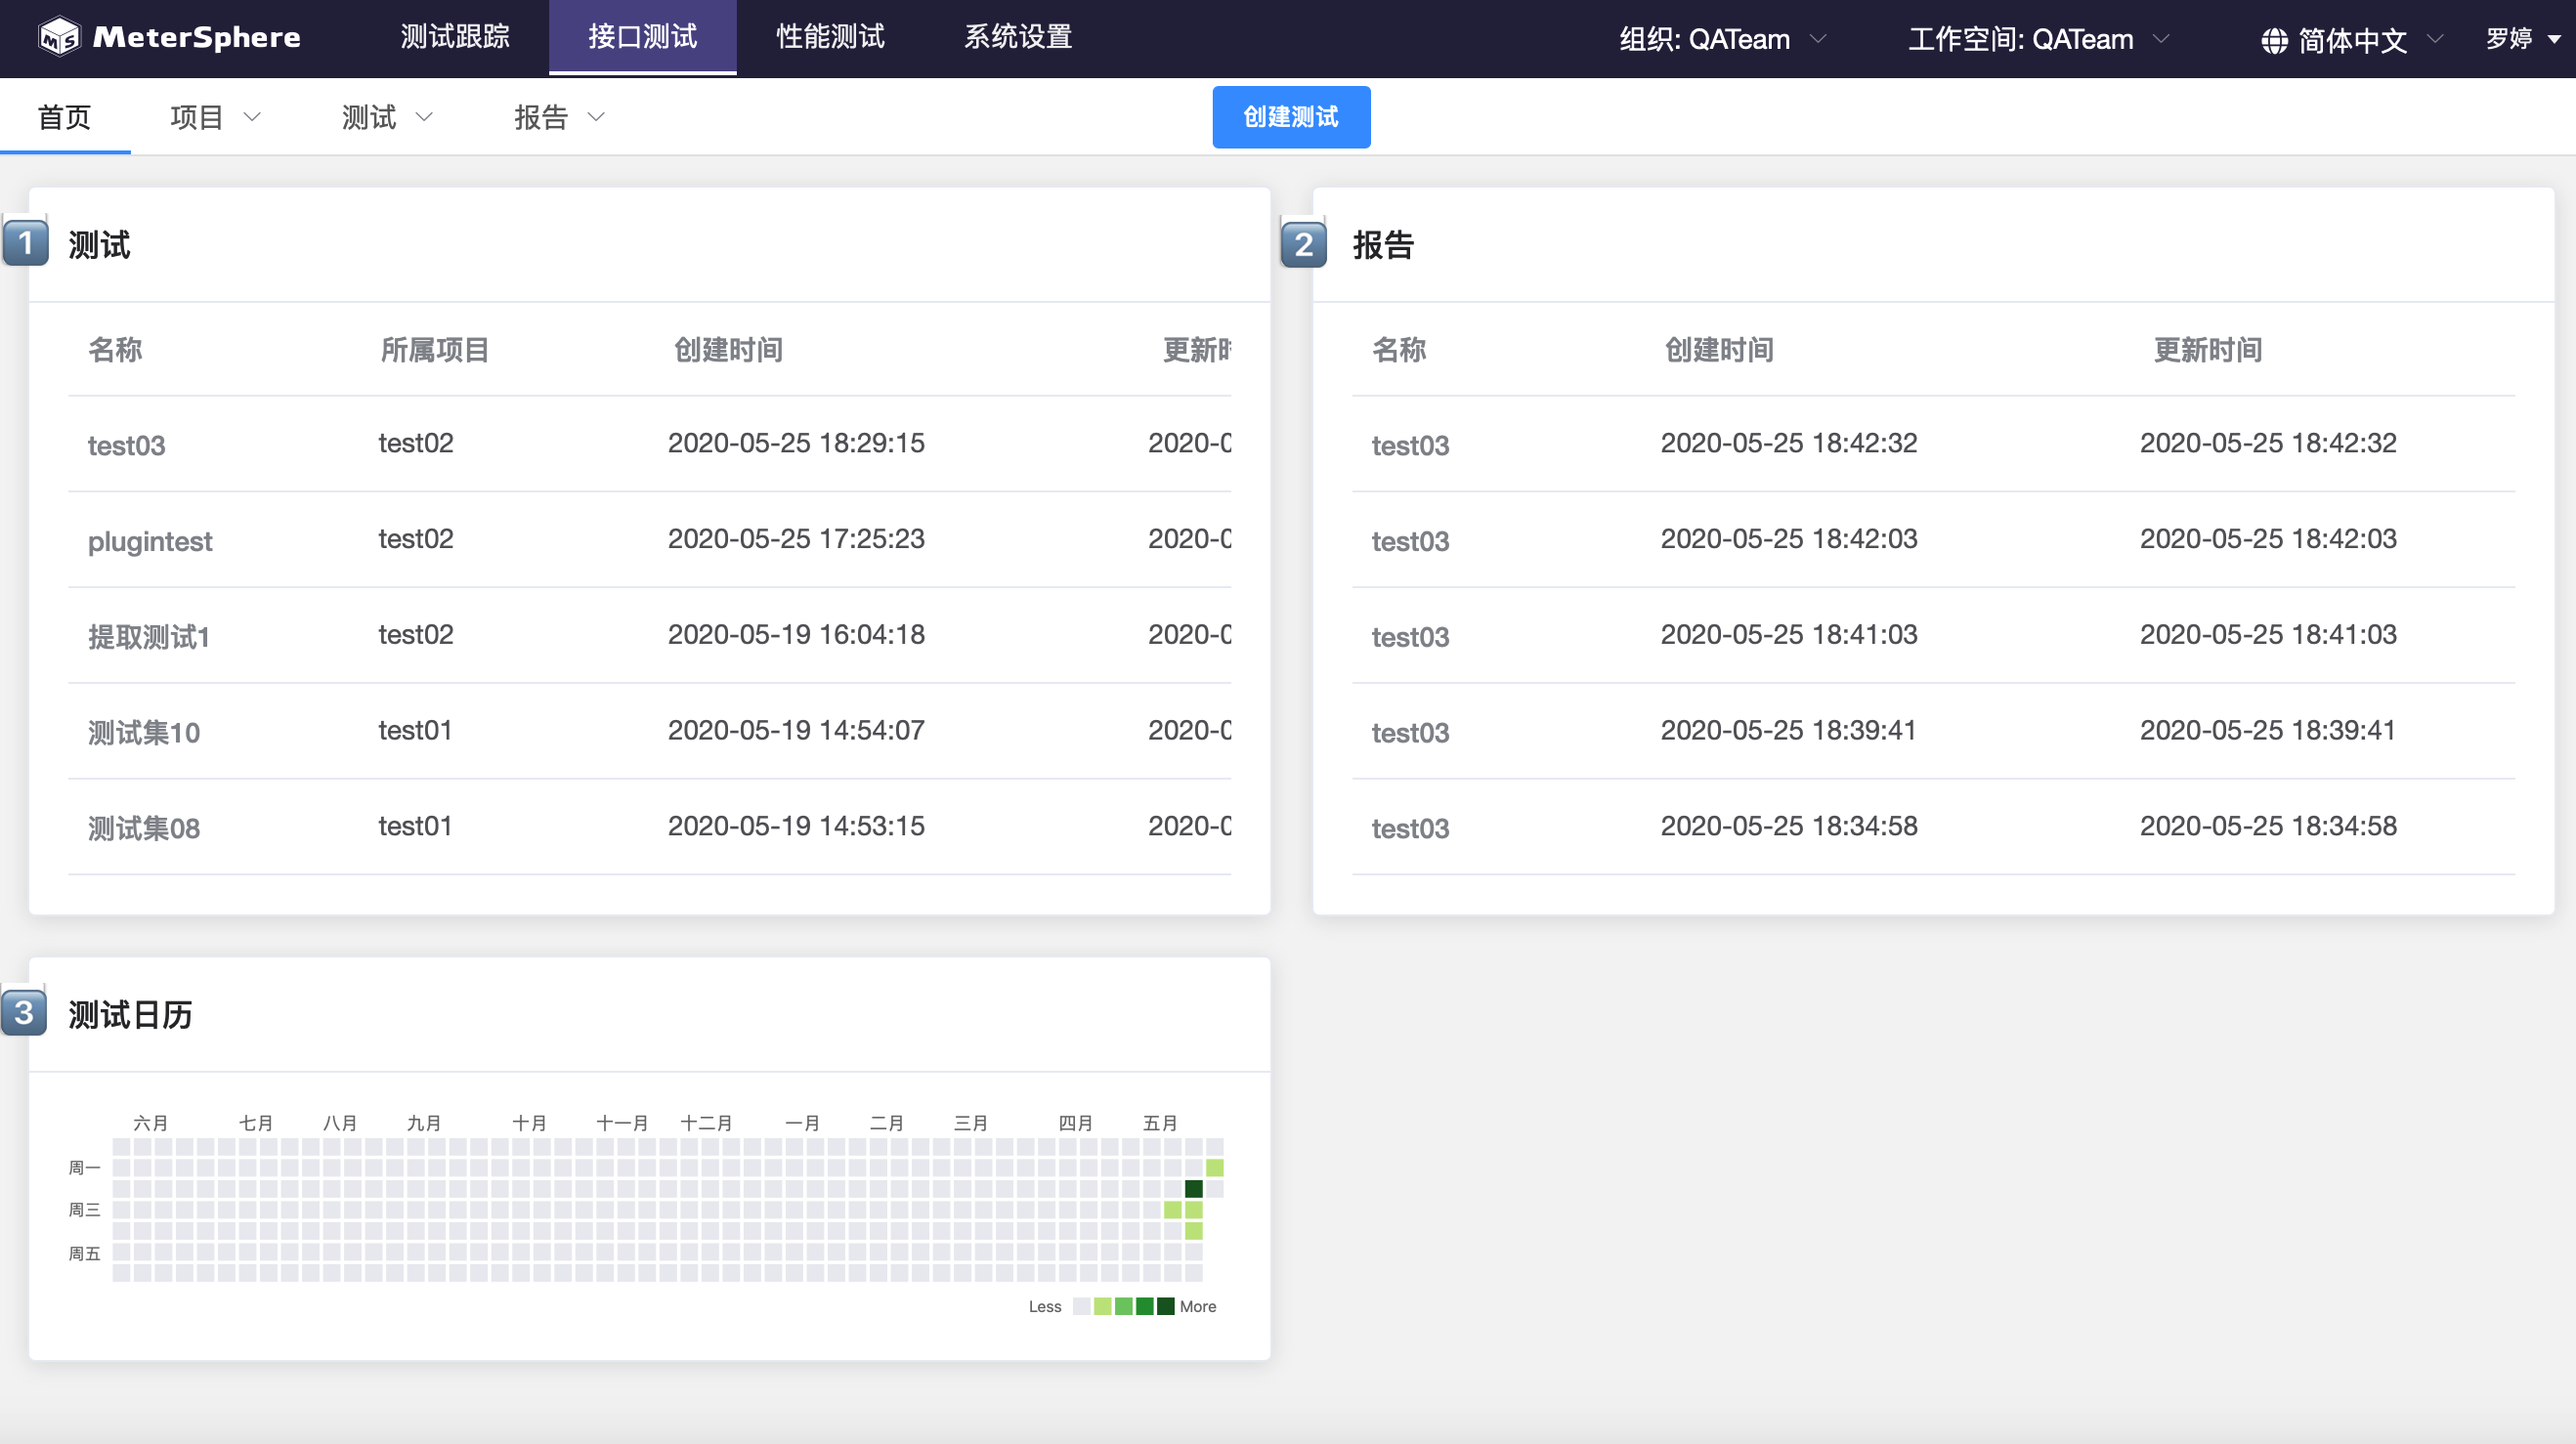 MeterSphere 测试跟踪 接口测试 性能测试 系统设置 组织: QATeam 工作空间: QATeam 简体中文 罗婷
首页 项目 测试 报告 创建测试
1 测试
名称 所属项目 创建时间 更新时
test03 test02 2020-05-25 18:29:15 2020-0
plugintest test02 2020-05-25 17:25:23 2020-0
提取测试1 test02 2020-05-19 16:04:18 2020-0
测试集10 test01 2020-05-19 14:54:07 2020-0
测试集08 test01 2020-05-19 14:53:15 2020-0
2 报告
名称 创建时间 更新时间
test03 2020-05-25 18:42:32 2020-05-25 18:42:32
test03 2020-05-25 18:42:03 2020-05-25 18:42:03
test03 2020-05-25 18:41:03 2020-05-25 18:41:03
test03 2020-05-25 18:39:41 2020-05-25 18:39:41
test03 2020-05-25 18:34:58 2020-05-25 18:34:58
3 测试日历
六月 七月 八月 九月 十月 十一月 十二月 一月 二月 三月 四月 五月
周一
周三
周五
Less More